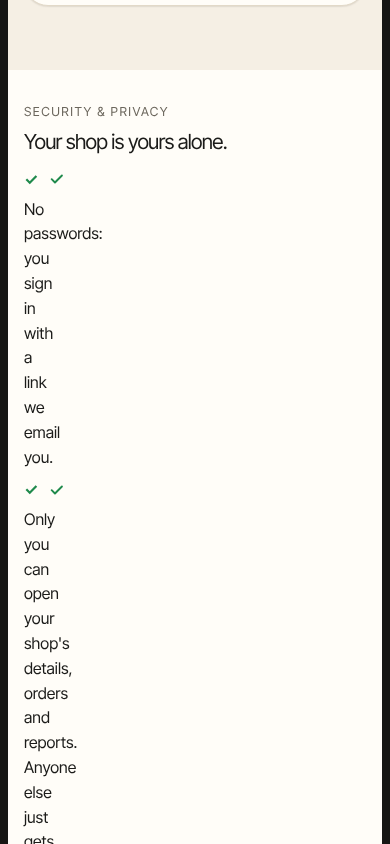 SECURITY & PRIVACY
Your shop is yours alone.
✓ ✓
No
passwords:
you
sign
in
with
a
link
we
email
you.
✓ ✓
Only
you
can
open
your
shop's
details,
orders
and
reports.
Anyone
else
just
gets